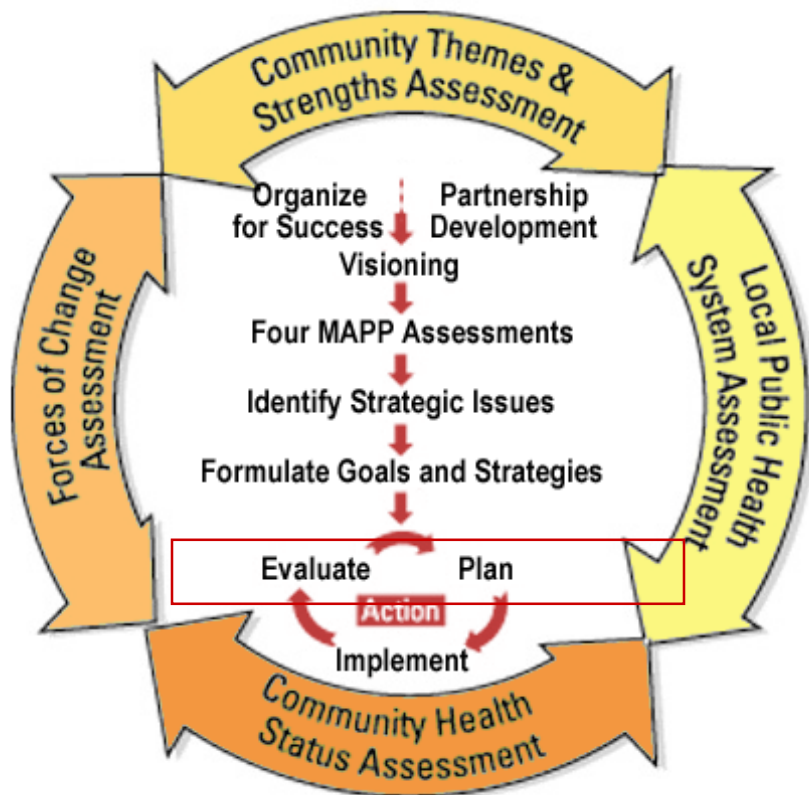 Community Themes &
Strengths Assessment
Organize
for Success
Partnership
Development
Visioning
Four MAPP Assessments
Identify Strategic Issues
Formulate Goals and Strategies
Evaluate
Plan
Action
Implement
Forces of Change
Assessment
Local Public Health
System Assessment
Community Health
Status Assessment